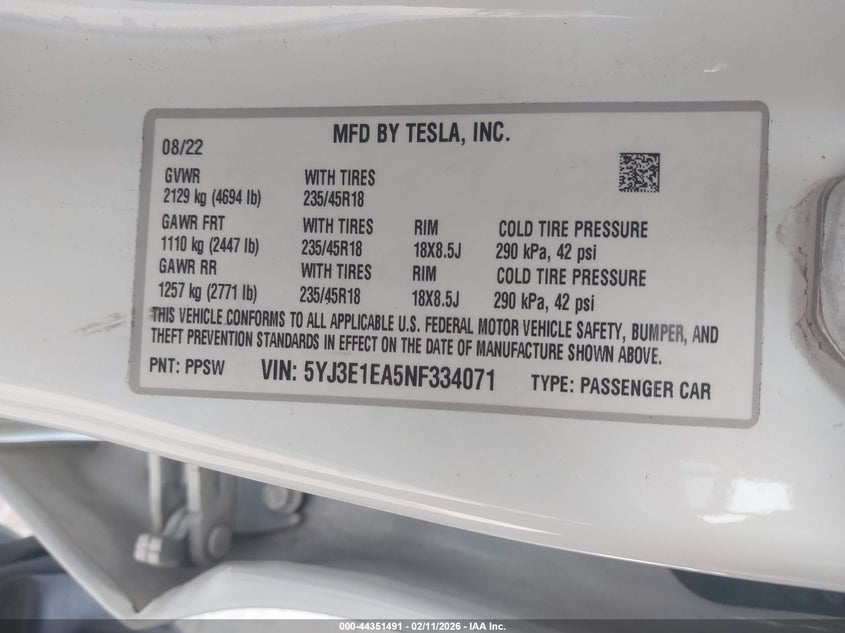 MFD BY TESLA, INC.
08/22
GVWR WITH TIRES
2129 kg (4694 lb) 235/45R18
GAWR FRT WITH TIRES RIM COLD TIRE PRESSURE
1110 kg (2447 lb) 235/45R18 18X8.5J 290 kPa, 42 psi
GAWR RR WITH TIRES RIM COLD TIRE PRESSURE
1257 kg (2771 lb) 235/45R18 18X8.5J 290 kPa, 42 psi
THIS VEHICLE CONFORMS TO ALL APPLICABLE U.S. FEDERAL MOTOR VEHICLE SAFETY, BUMPER, AND
THEFT PREVENTION STANDARDS IN EFFECT ON THE DATE OF MANUFACTURE SHOWN ABOVE.
PNT: PPSW VIN: 5YJ3E1EA5NF334071 TYPE: PASSENGER CAR
000-44351491 - 02/11/2026 - IAA Inc.